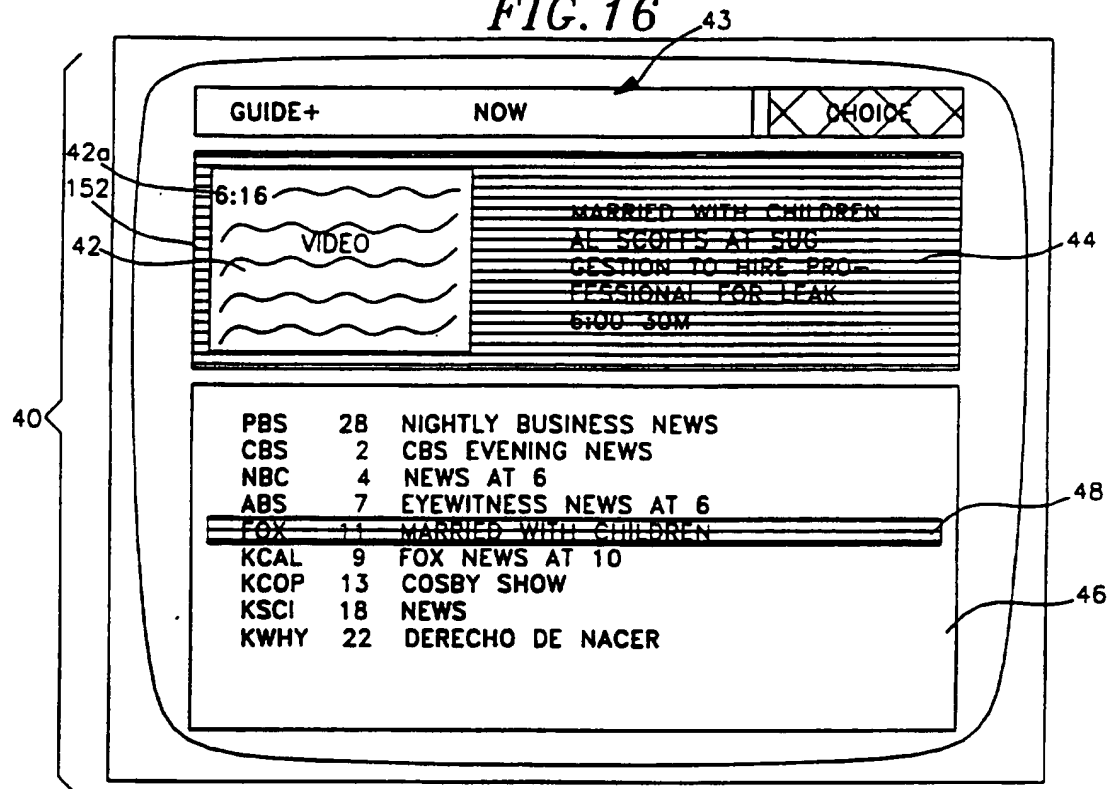 FIG. 16
43
GUIDE+ NOW CHOICE
42a
152
42
6:16
VIDEO
MARRIED WITH CHILDREN
AL SCOFFS AT SUG
GESTION TO HIRE PRO-
FESSIONAL FOR LEAK
6:00 30M
44
40
PBS 28 NIGHTLY BUSINESS NEWS
CBS 2 CBS EVENING NEWS
NBC 4 NEWS AT 6
ABS 7 EYEWITNESS NEWS AT 6
FOX 11 MARRIED WITH CHILDREN
KCAL 9 FOX NEWS AT 10
KCOP 13 COSBY SHOW
KSCI 18 NEWS
KWHY 22 DERECHO DE NACER
48
46